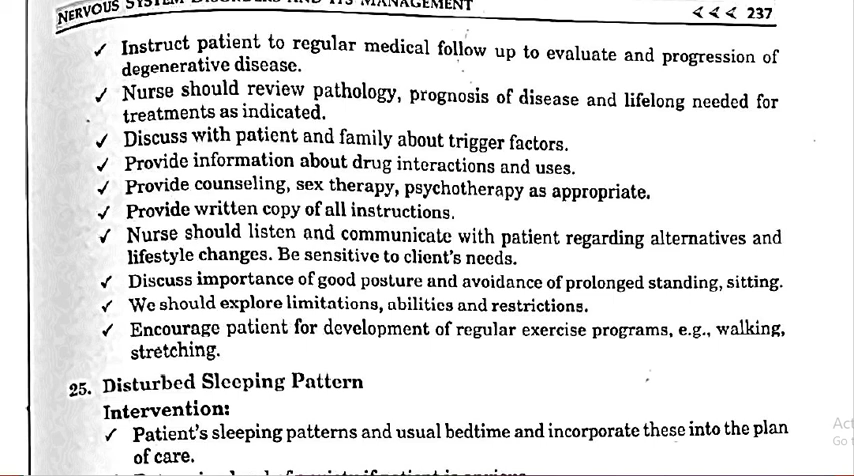 NERVOUS SYSTEM DISORDERS AND ITS MANAGEMENT <<< 237
✓ Instruct patient to regular medical follow up to evaluate and progression of
degenerative disease.
✓ Nurse should review pathology, prognosis of disease and lifelong needed for
treatments as indicated.
✓ Discuss with patient and family about trigger factors.
✓ Provide information about drug interactions and uses.
✓ Provide counseling, sex therapy, psychotherapy as appropriate.
✓ Provide written copy of all instructions.
✓ Nurse should listen and communicate with patient regarding alternatives and
lifestyle changes. Be sensitive to client's needs.
✓ Discuss importance of good posture and avoidance of prolonged standing, sitting.
✓ We should explore limitations, abilities and restrictions.
✓ Encourage patient for development of regular exercise programs, e.g., walking,
stretching.
25. Disturbed Sleeping Pattern
Intervention:
✓ Patient's sleeping patterns and usual bedtime and incorporate these into the plan
of care.